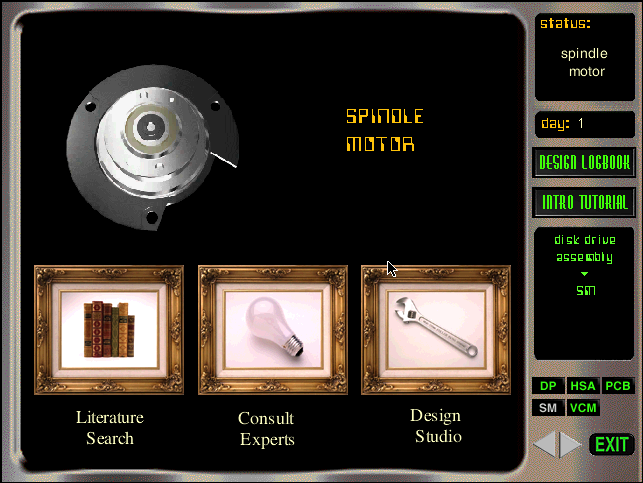 SPINDLE
MOTOR
Literature
Search
Consult
Experts
Design
Studio
status:
spindle
motor
day: 1
DESIGN LOGBOOK
INTRO TUTORIAL
disk drive
assembly
SM
DP HSA PCB
SM VCM
EXIT